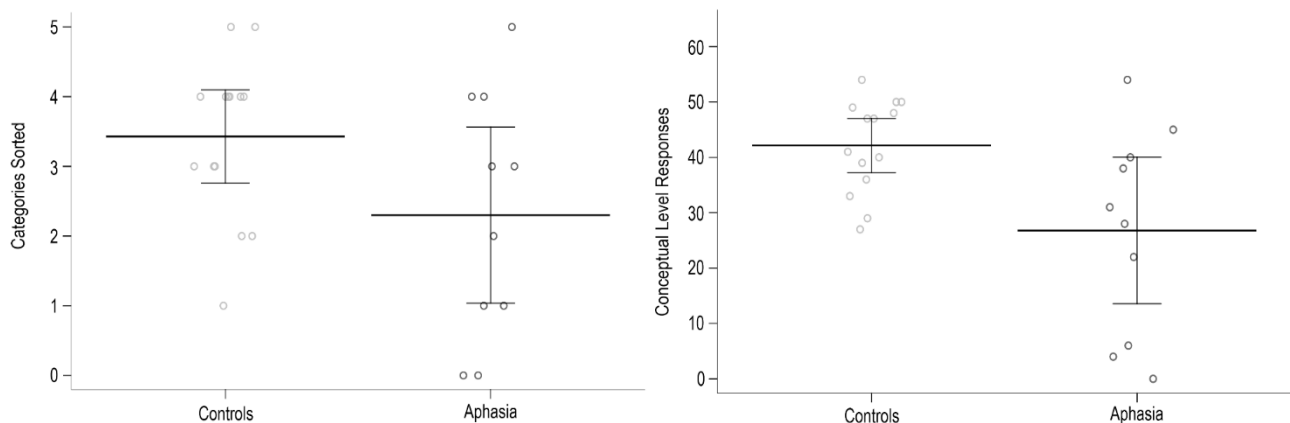 Categories Sorted
5
4
3
2
1
0
Controls
Aphasia
Conceptual Level Responses
60
50
40
30
20
10
0
Controls
Aphasia